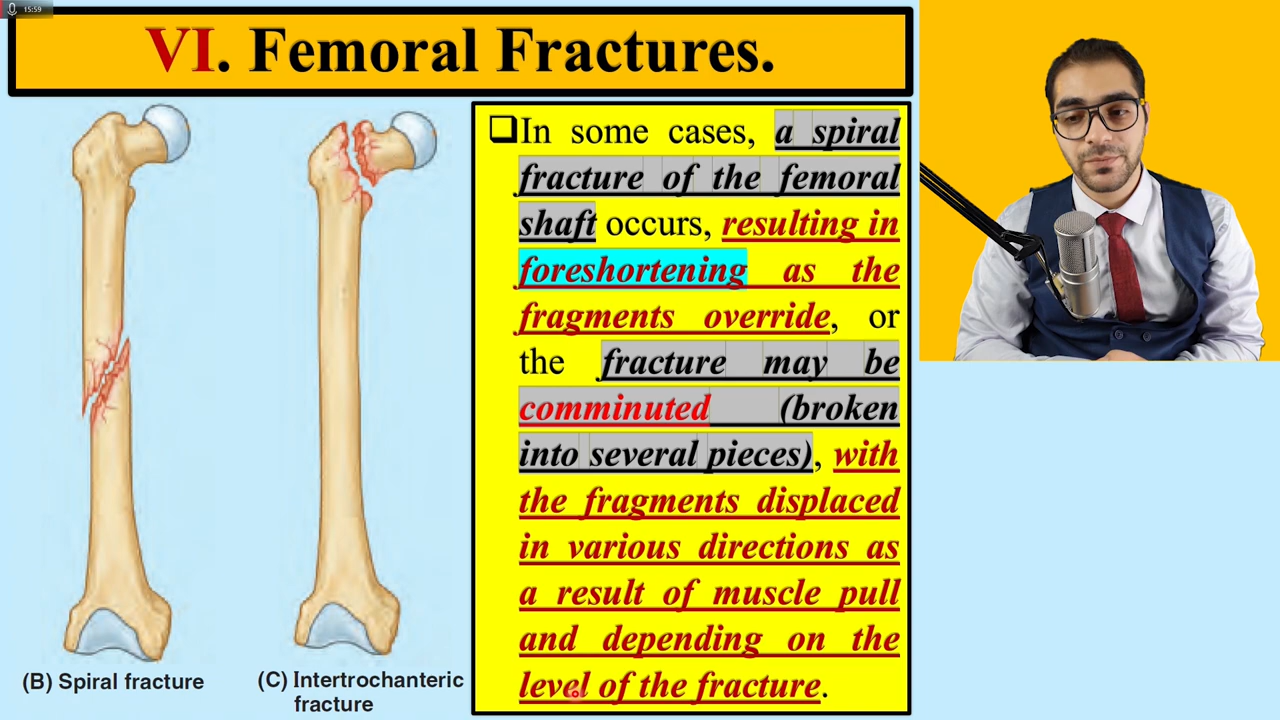 15:59
VI. Femoral Fractures.
In some cases, a spiral
fracture of the femoral
shaft occurs, resulting in
foreshortening as the
fragments override, or
the fracture may be
comminuted (broken
into several pieces), with
the fragments displaced
in various directions as
a result of muscle pull
and depending on the
level of the fracture.
(B) Spiral fracture
(C) Intertrochanteric
fracture